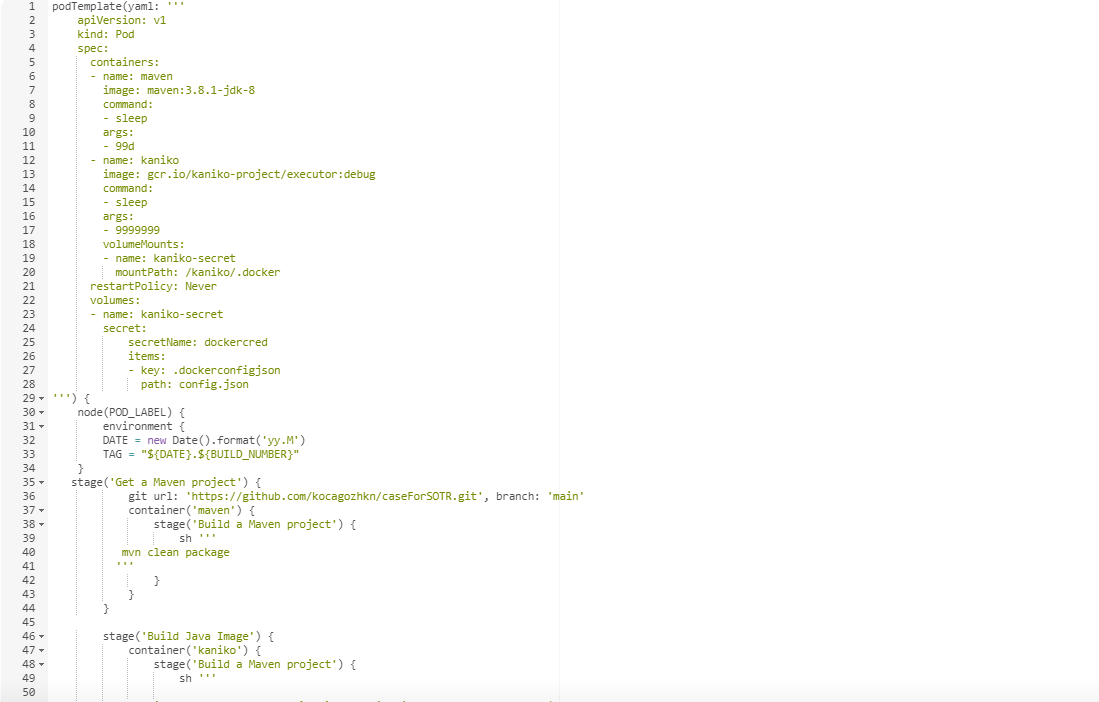 1 podTemplate(yaml: '''
2 apiVersion: v1
3 kind: Pod
4 spec:
5 containers:
6 - name: maven
7 image: maven:3.8.1-jdk-8
8 command:
9 - sleep
10 args:
11 - 99d
12 - name: kaniko
13 image: gcr.io/kaniko-project/executor:debug
14 command:
15 - sleep
16 args:
17 - 9999999
18 volumeMounts:
19 - name: kaniko-secret
20 mountPath: /kaniko/.docker
21 restartPolicy: Never
22 volumes:
23 - name: kaniko-secret
24 secret:
25 secretName: dockercred
26 items:
27 - key: .dockerconfigjson
28 path: config.json
29 ''') {
30 node(POD_LABEL) {
31 environment {
32 DATE = new Date().format('yy.M')
33 TAG = "${DATE}.${BUILD_NUMBER}"
34 }
35 stage('Get a Maven project') {
36 git url: 'https://github.com/kocagozhkn/caseForSOTR.git', branch: 'main'
37 container('maven') {
38 stage('Build a Maven project') {
39 sh '''
40 mvn clean package
41 '''
42 }
43 }
44 }
45
46 stage('Build Java Image') {
47 container('kaniko') {
48 stage('Build a Maven project') {
49 sh '''
50